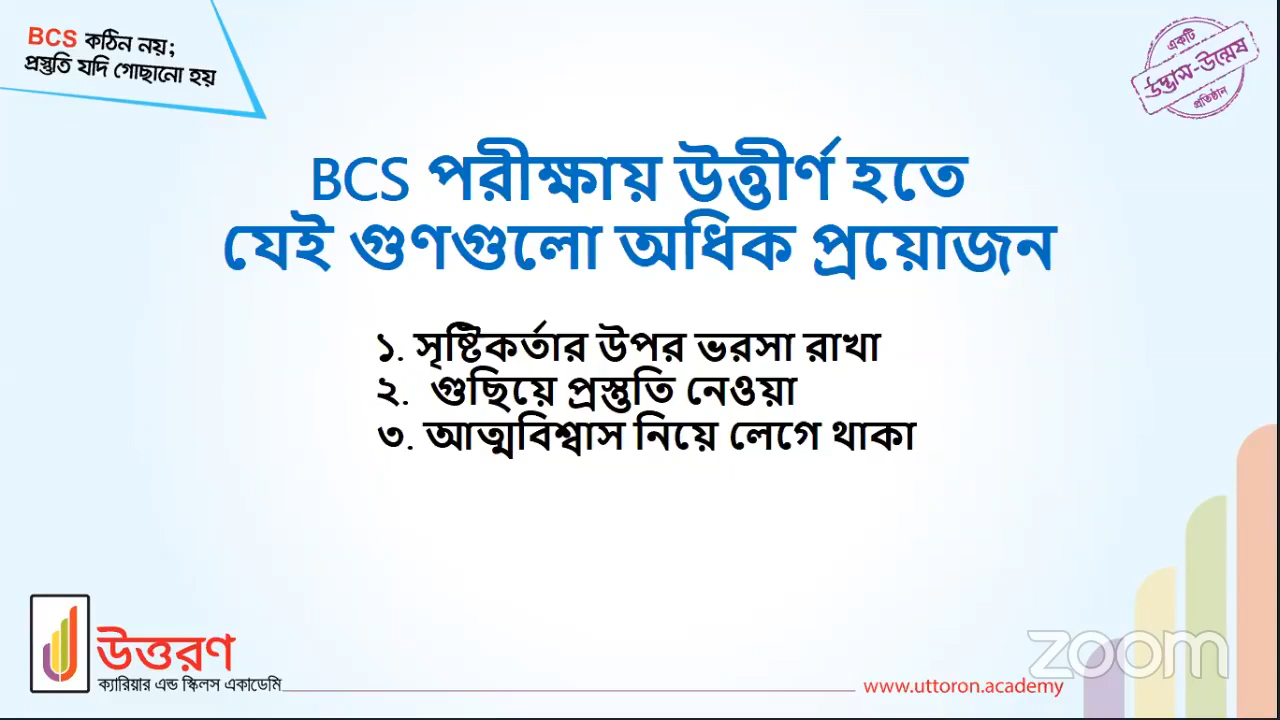 BCS কঠিন নয়;
প্রস্তুতি যদি গোছানো হয়
একটি
উদ্ভাস-উন্মেষ
প্রতিষ্ঠান
BCS পরীক্ষায় উত্তীর্ণ হতে
যেই গুণগুলো অধিক প্রয়োজন
১. সৃষ্টিকর্তার উপর ভরসা রাখা
২. গুছিয়ে প্রস্তুতি নেওয়া
৩. আত্মবিশ্বাস নিয়ে লেগে থাকা
উত্তরণ
ক্যারিয়ার এন্ড স্কিলস একাডেমি
www.uttoron.academy
zoom